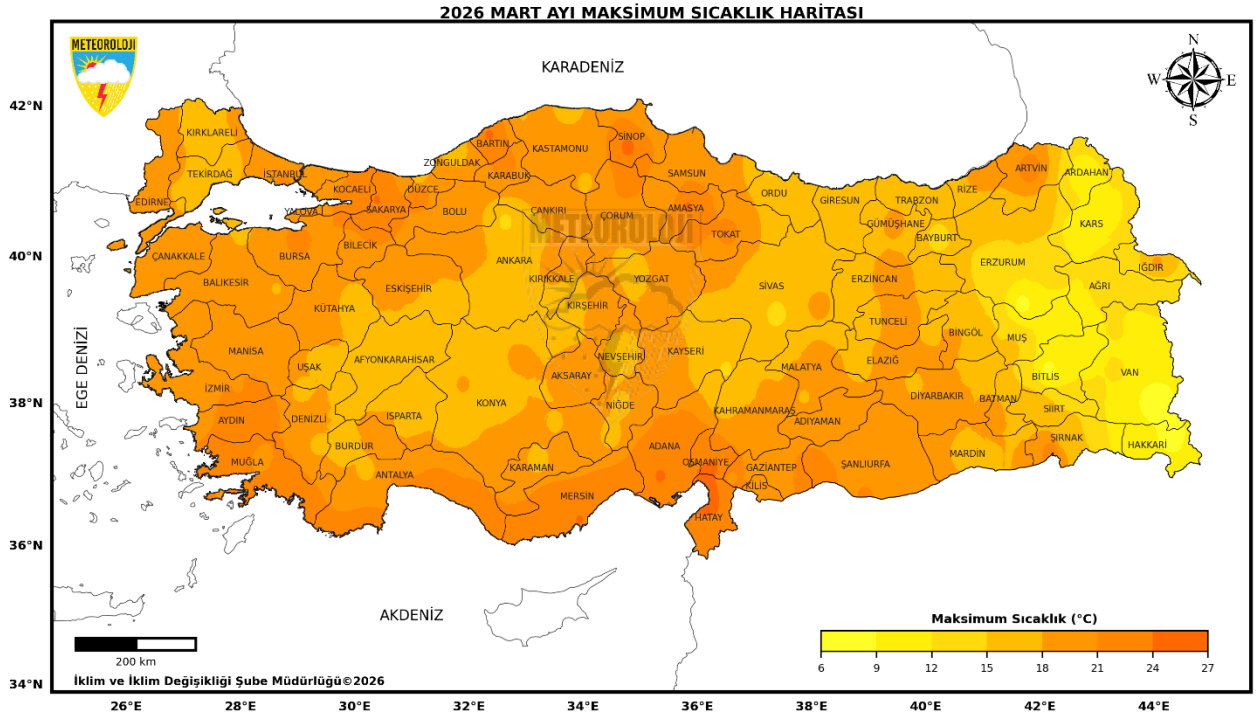 2026 MART AYI MAKSİMUM SICAKLIK HARİTASI
METEOROLOJİ
KARADENİZ
N
W E
S
42°N
40°N
38°N
36°N
34°N
EGE DENİZİ
KIRKLARELİ
TEKİRDAĞ
İSTANBUL
EDİRNE
YALOVA
KOCAELİ
SAKARYA
DÜZCE
ZONGULDAK
BARTIN
KARABUK
KASTAMONU
SİNOP
SAMSUN
ORDU
GİRESUN
TRABZON
RİZE
ARTVİN
ARDAHAN
KARS
BOLU
ÇANKIRI
ÇORUM
AMASYA
TOKAT
GÜMÜŞHANE
BAYBURT
METEOROLOJİ
ÇANAKKALE
BURSA
BİLECİK
ANKARA
ERZURUM
IĞDIR
BALIKESİR
ESKİŞEHİR
KIRIKKALE
YOZGAT
SİVAS
ERZİNCAN
AĞRI
KÜTAHYA
KIRŞEHİR
TUNCELİ
BİNGÖL
MUŞ
MANİSA
UŞAK
AFYONKARAHİSAR
NEVŞEHİR
KAYSERİ
MALATYA
ELAZIĞ
BİTLİS
VAN
İZMİR
AKSARAY
AYDIN
DENİZLİ
ISPARTA
KONYA
NİĞDE
KAHRAMANMARAŞ
ADIYAMAN
DİYARBAKIR
BATMAN
SİİRT
MUĞLA
BURDUR
ANTALYA
KARAMAN
ADANA
OSMANİYE
GAZİANTEP
ŞANLIURFA
MARDİN
ŞIRNAK
HAKKARİ
KİLİS
MERSİN
HATAY
AKDENİZ
200 km
İklim ve İklim Değişikliği Şube Müdürlüğü©2026
Maksimum Sıcaklık (°C)
6 9 12 15 18 21 24 27
26°E 28°E 30°E 32°E 34°E 36°E 38°E 40°E 42°E 44°E